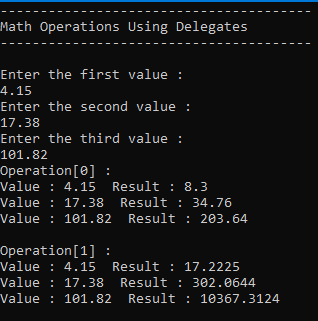 ----------------------------------------
Math Operations Using Delegates
----------------------------------------
Enter the first value :
4.15
Enter the second value :
17.38
Enter the third value :
101.82
Operation[0] :
Value : 4.15  Result : 8.3
Value : 17.38  Result : 34.76
Value : 101.82  Result : 203.64
Operation[1] :
Value : 4.15  Result : 17.2225
Value : 17.38  Result : 302.0644
Value : 101.82  Result : 10367.3124